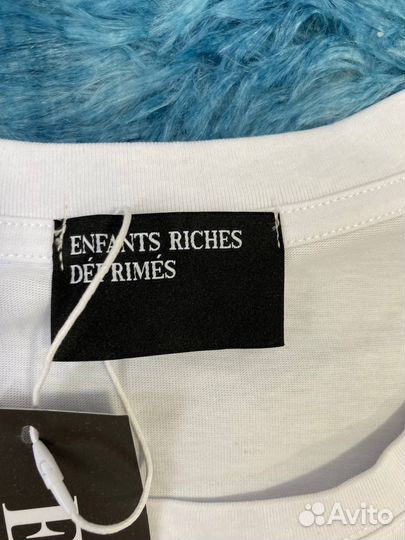 ENFANTS RICHES
DÉPRIMÉS
E
Avito